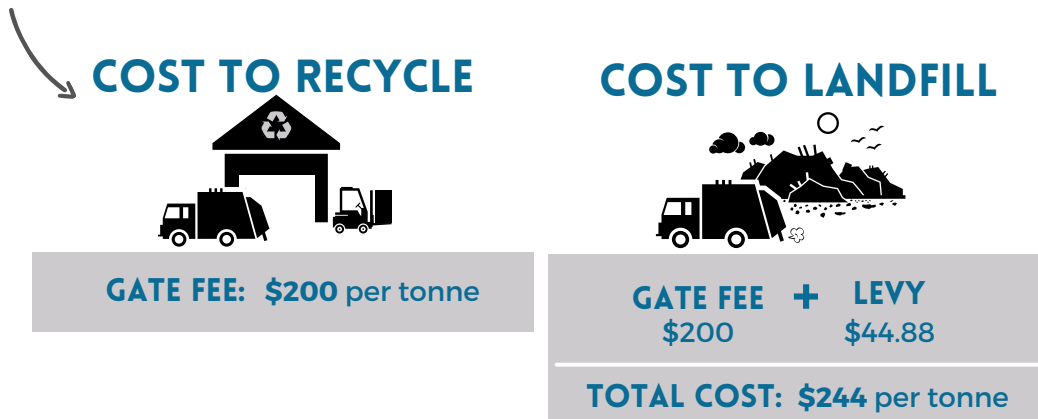 COST TO RECYCLE
GATE FEE: $200 per tonne
COST TO LANDFILL
GATE FEE + LEVY
$200 $44.88
TOTAL COST: $244 per tonne